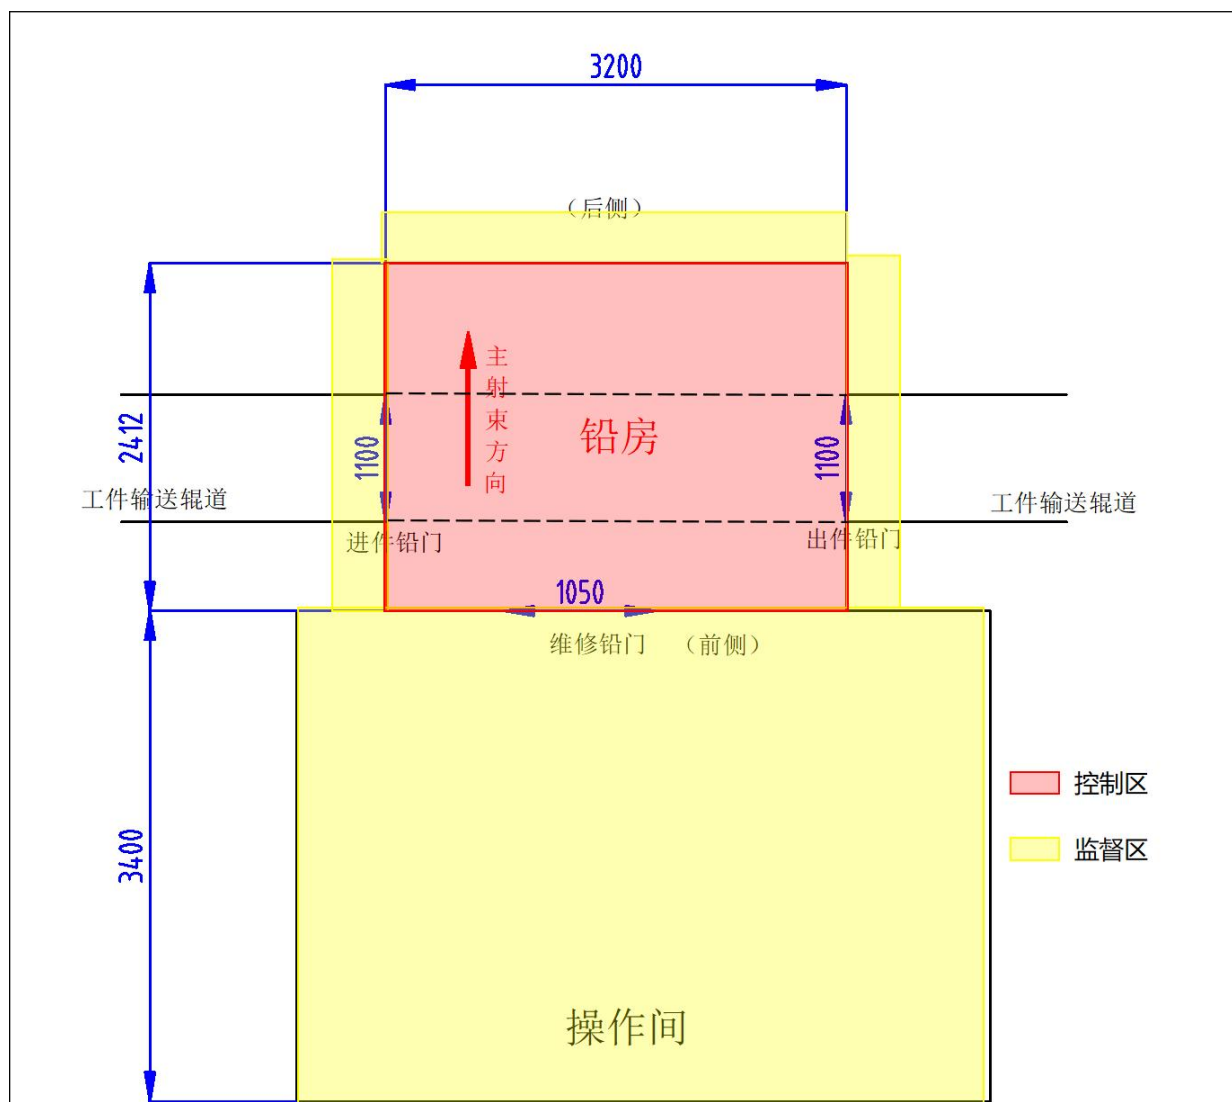 3200
（后侧）
主射束方向
2412
1100
铅房
1100
工件输送辊道
工件输送辊道
进件铅门
出件铅门
1050
维修铅门 （前侧）
控制区
3400
监督区
操作间